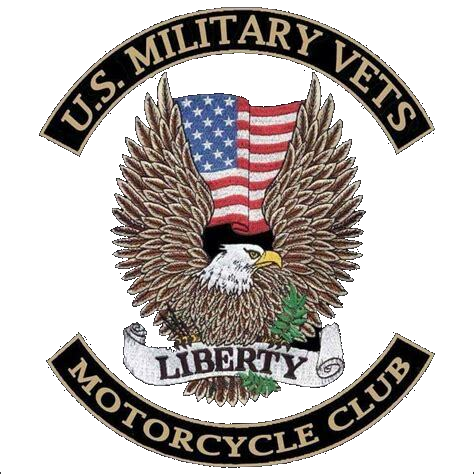 U.S. MILITARY VETS
LIBERTY
MOTORCYCLE CLUB